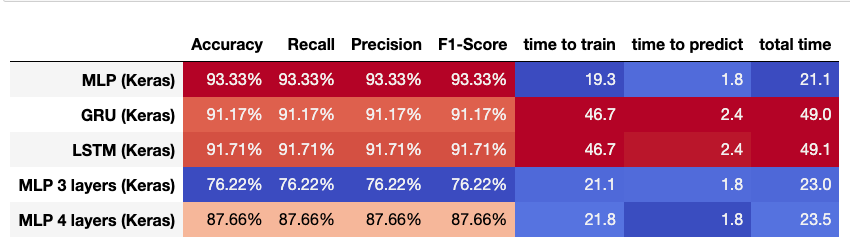 Accuracy Recall Precision F1-Score time to train time to predict total time
MLP (Keras) 93.33% 93.33% 93.33% 93.33% 19.3 1.8 21.1
GRU (Keras) 91.17% 91.17% 91.17% 91.17% 46.7 2.4 49.0
LSTM (Keras) 91.71% 91.71% 91.71% 91.71% 46.7 2.4 49.1
MLP 3 layers (Keras) 76.22% 76.22% 76.22% 76.22% 21.1 1.8 23.0
MLP 4 layers (Keras) 87.66% 87.66% 87.66% 87.66% 21.8 1.8 23.5